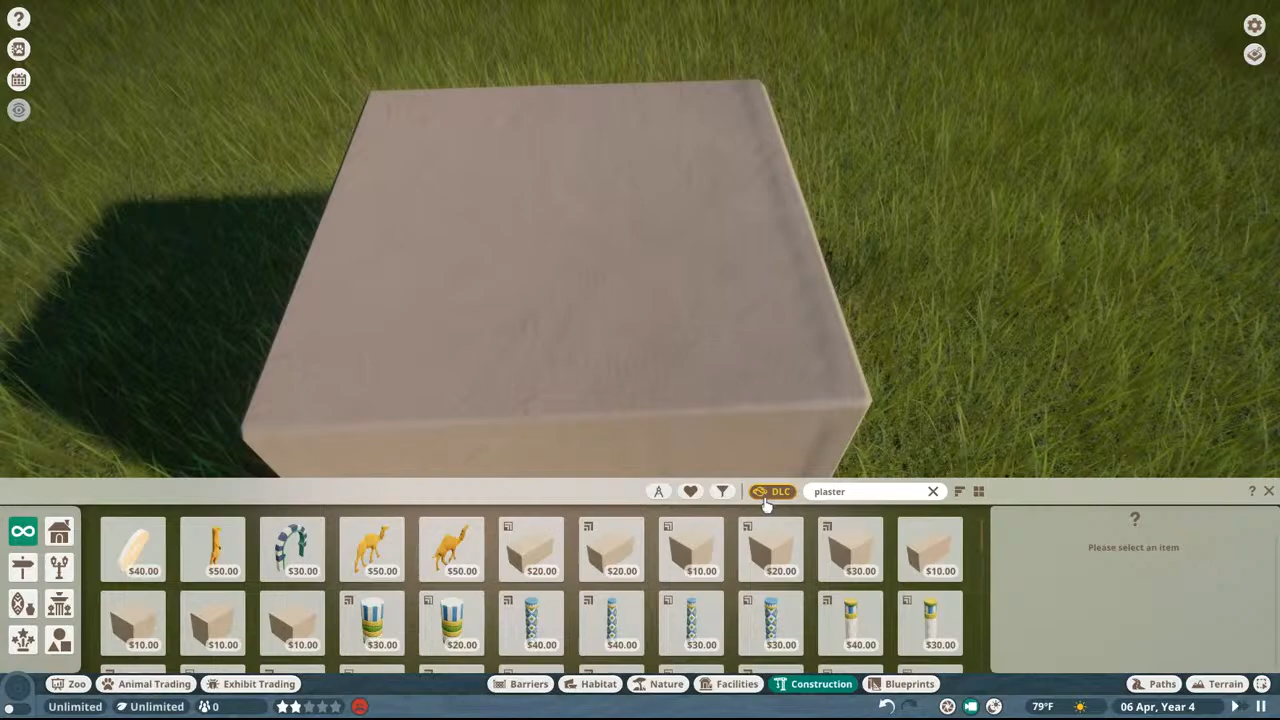 DLC
plaster
?
×
$40.00 $50.00 $30.00 $50.00 $50.00 $20.00 $20.00 $10.00 $20.00 $30.00 $10.00
?
Please select an item
$10.00 $10.00 $10.00 $30.00 $20.00 $40.00 $40.00 $30.00 $30.00 $40.00 $30.00
Zoo
Animal Trading
Exhibit Trading
Barriers
Habitat
Nature
Facilities
Construction
Blueprints
Paths
Terrain
Unlimited
Unlimited
0
79°F
06 Apr, Year 4